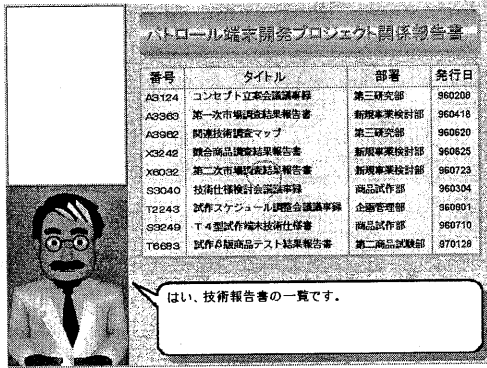 パトロール端末開発プロジェクト関係報告書
番号 タイトル 部署 発行日
A3124 コンセプト立案会議議事録 第三研究部 960208
A3363 第一次市場調査結果報告書 新規事業検討部 960418
A3982 関連技術調査マップ 第三研究部 960620
X3242 競合商品調査結果報告書 新規事業検討部 960625
X6032 第二次市場調査結果報告書 新規事業検討部 960723
S3040 技術仕様検討会議議事録 商品試作部 960304
T2243 試作スケジュール調整会議議事録 企画管理部 960801
S3249 T4型試作端末技術仕様書 商品試作部 960710
T6683 試作β版商品テスト結果報告書 第二商品試験部 970128
はい、技術報告書の一覧です。